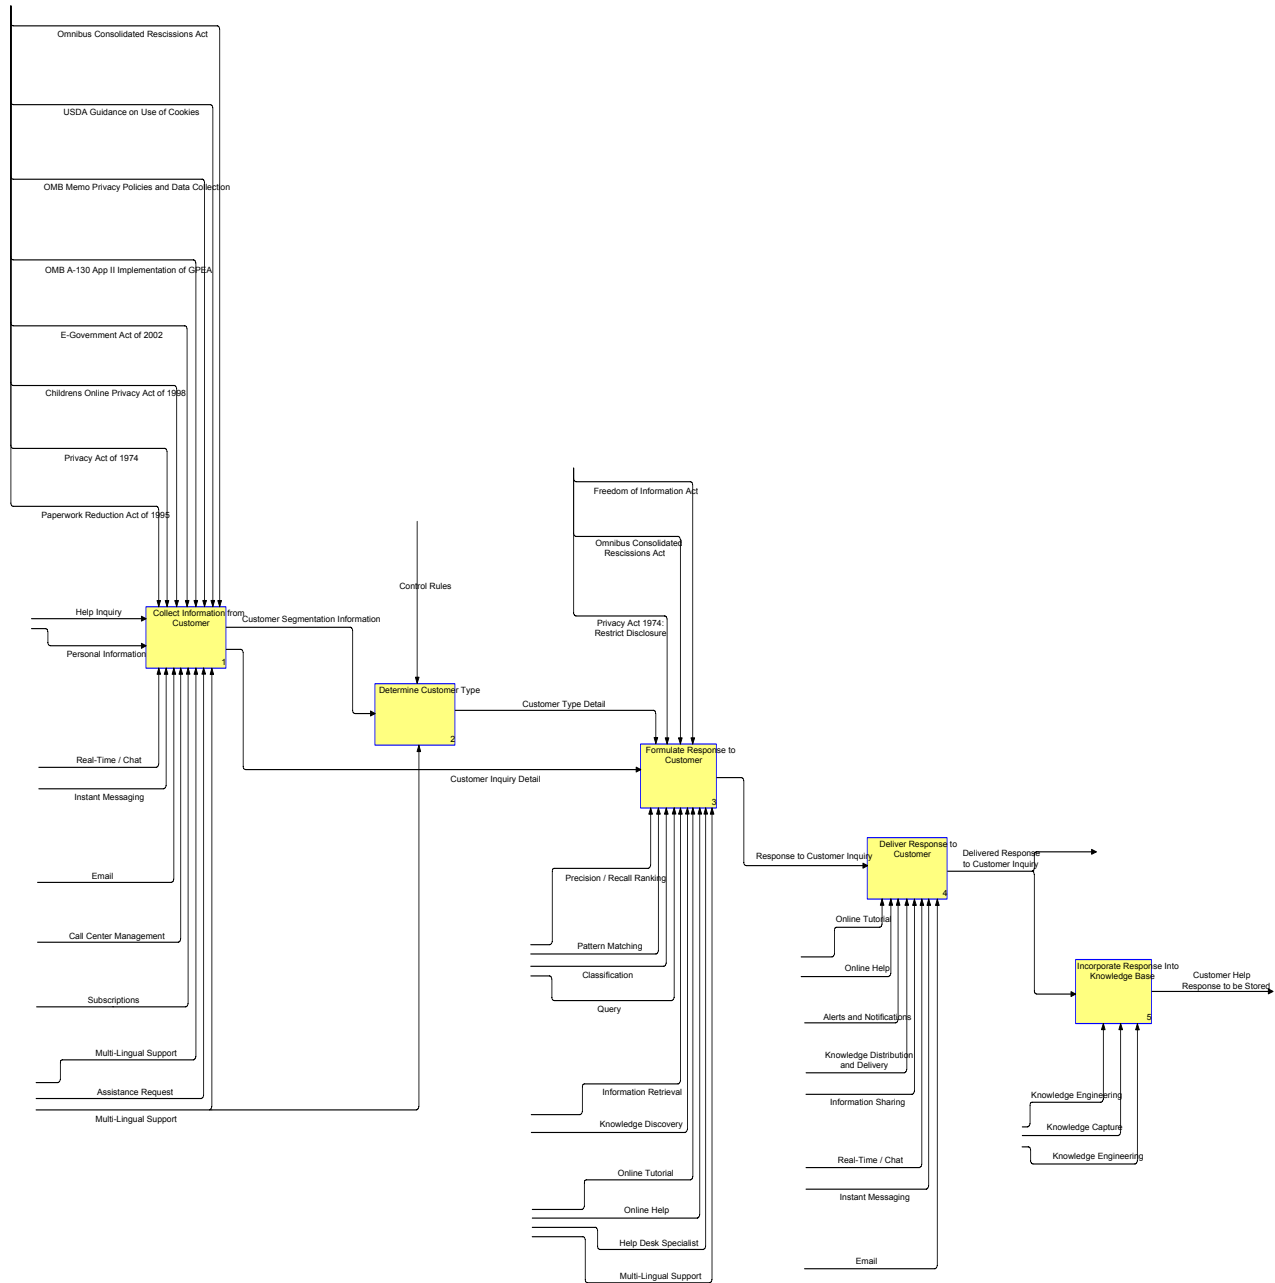 Omnibus Consolidated Rescissions Act
USDA Guidance on Use of Cookies
OMB Memo Privacy Policies and Data Collection
OMB A-130 App II Implementation of GPEA
E-Government Act of 2002
Childrens Online Privacy Act of 1998
Privacy Act of 1974
Paperwork Reduction Act of 1995
Help Inquiry
Personal Information
Collect Information from
Customer
1
Customer Segmentation Information
Real-Time / Chat
Instant Messaging
Email
Call Center Management
Subscriptions
Multi-Lingual Support
Assistance Request
Multi-Lingual Support
Control Rules
Determine Customer Type
2
Customer Type Detail
Customer Inquiry Detail
Freedom of Information Act
Omnibus Consolidated
Rescissions Act
Privacy Act 1974:
Restrict Disclosure
Formulate Response to
Customer
3
Precision / Recall Ranking
Pattern Matching
Classification
Query
Information Retrieval
Knowledge Discovery
Online Tutorial
Online Help
Help Desk Specialist
Multi-Lingual Support
Response to Customer Inquiry
Deliver Response to
Customer
4
Delivered Response
to Customer Inquiry
Online Tutorial
Online Help
Alerts and Notifications
Knowledge Distribution
and Delivery
Information Sharing
Real-Time / Chat
Instant Messaging
Email
Incorporate Response Into
Knowledge Base
5
Customer Help
Response to be Stored
Knowledge Engineering
Knowledge Capture
Knowledge Engineering